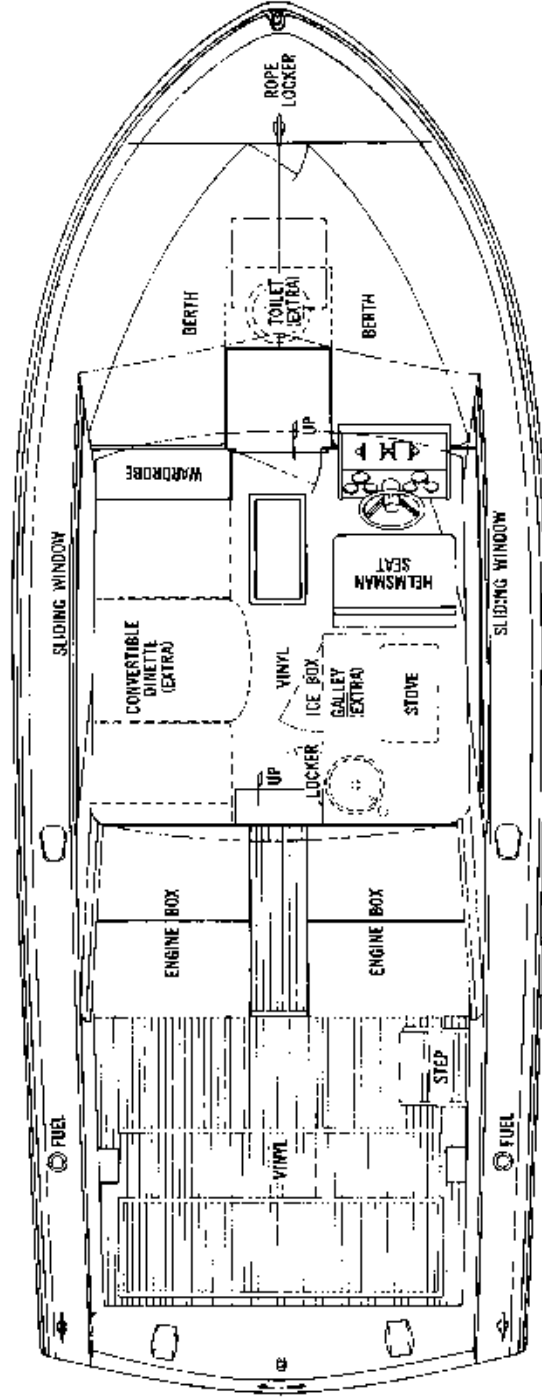 ROPE
LOCKER
BERTH
TOILET
(EXTRA)
BERTH
UP
WARDROBE
HELMSMAN
SEAT
SLIDING WINDOW
SLIDING WINDOW
CONVERTIBLE
DINETTE
(EXTRA)
VINYL
ICE BOX
GALLEY
(EXTRA)
STOVE
UP
LOCKER
ENGINE BOX
ENGINE BOX
STEP
FUEL
VINYL
FUEL